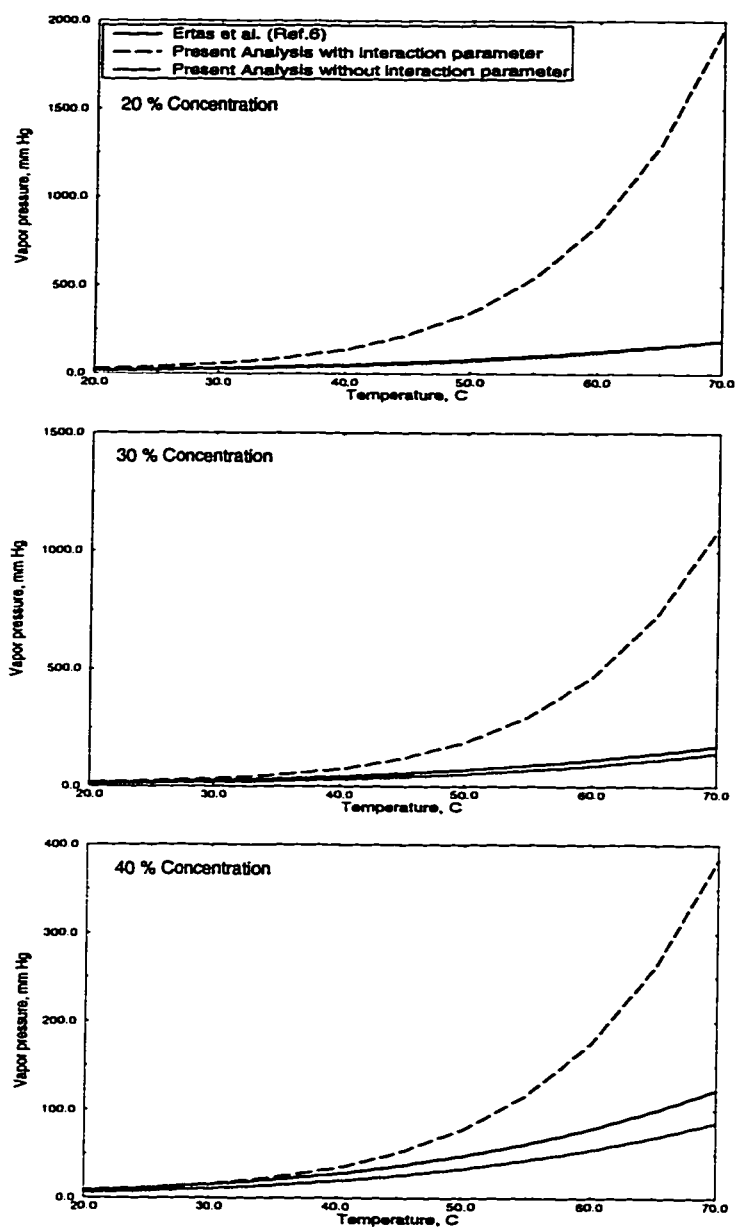 Ertas et al. (Ref.6)
Present Analysis with interaction parameter
Present Analysis without interaction parameter
20 % Concentration
2000.0
1500.0
1000.0
500.0
0.0
Vapor pressure, mm Hg
20.0 30.0 40.0 50.0 60.0 70.0
Temperature, C
30 % Concentration
1500.0
1000.0
500.0
0.0
Vapor pressure, mm Hg
20.0 30.0 40.0 50.0 60.0 70.0
Temperature, C
40 % Concentration
400.0
300.0
200.0
100.0
0.0
Vapor pressure, mm Hg
20.0 30.0 40.0 50.0 60.0 70.0
Temperature, C